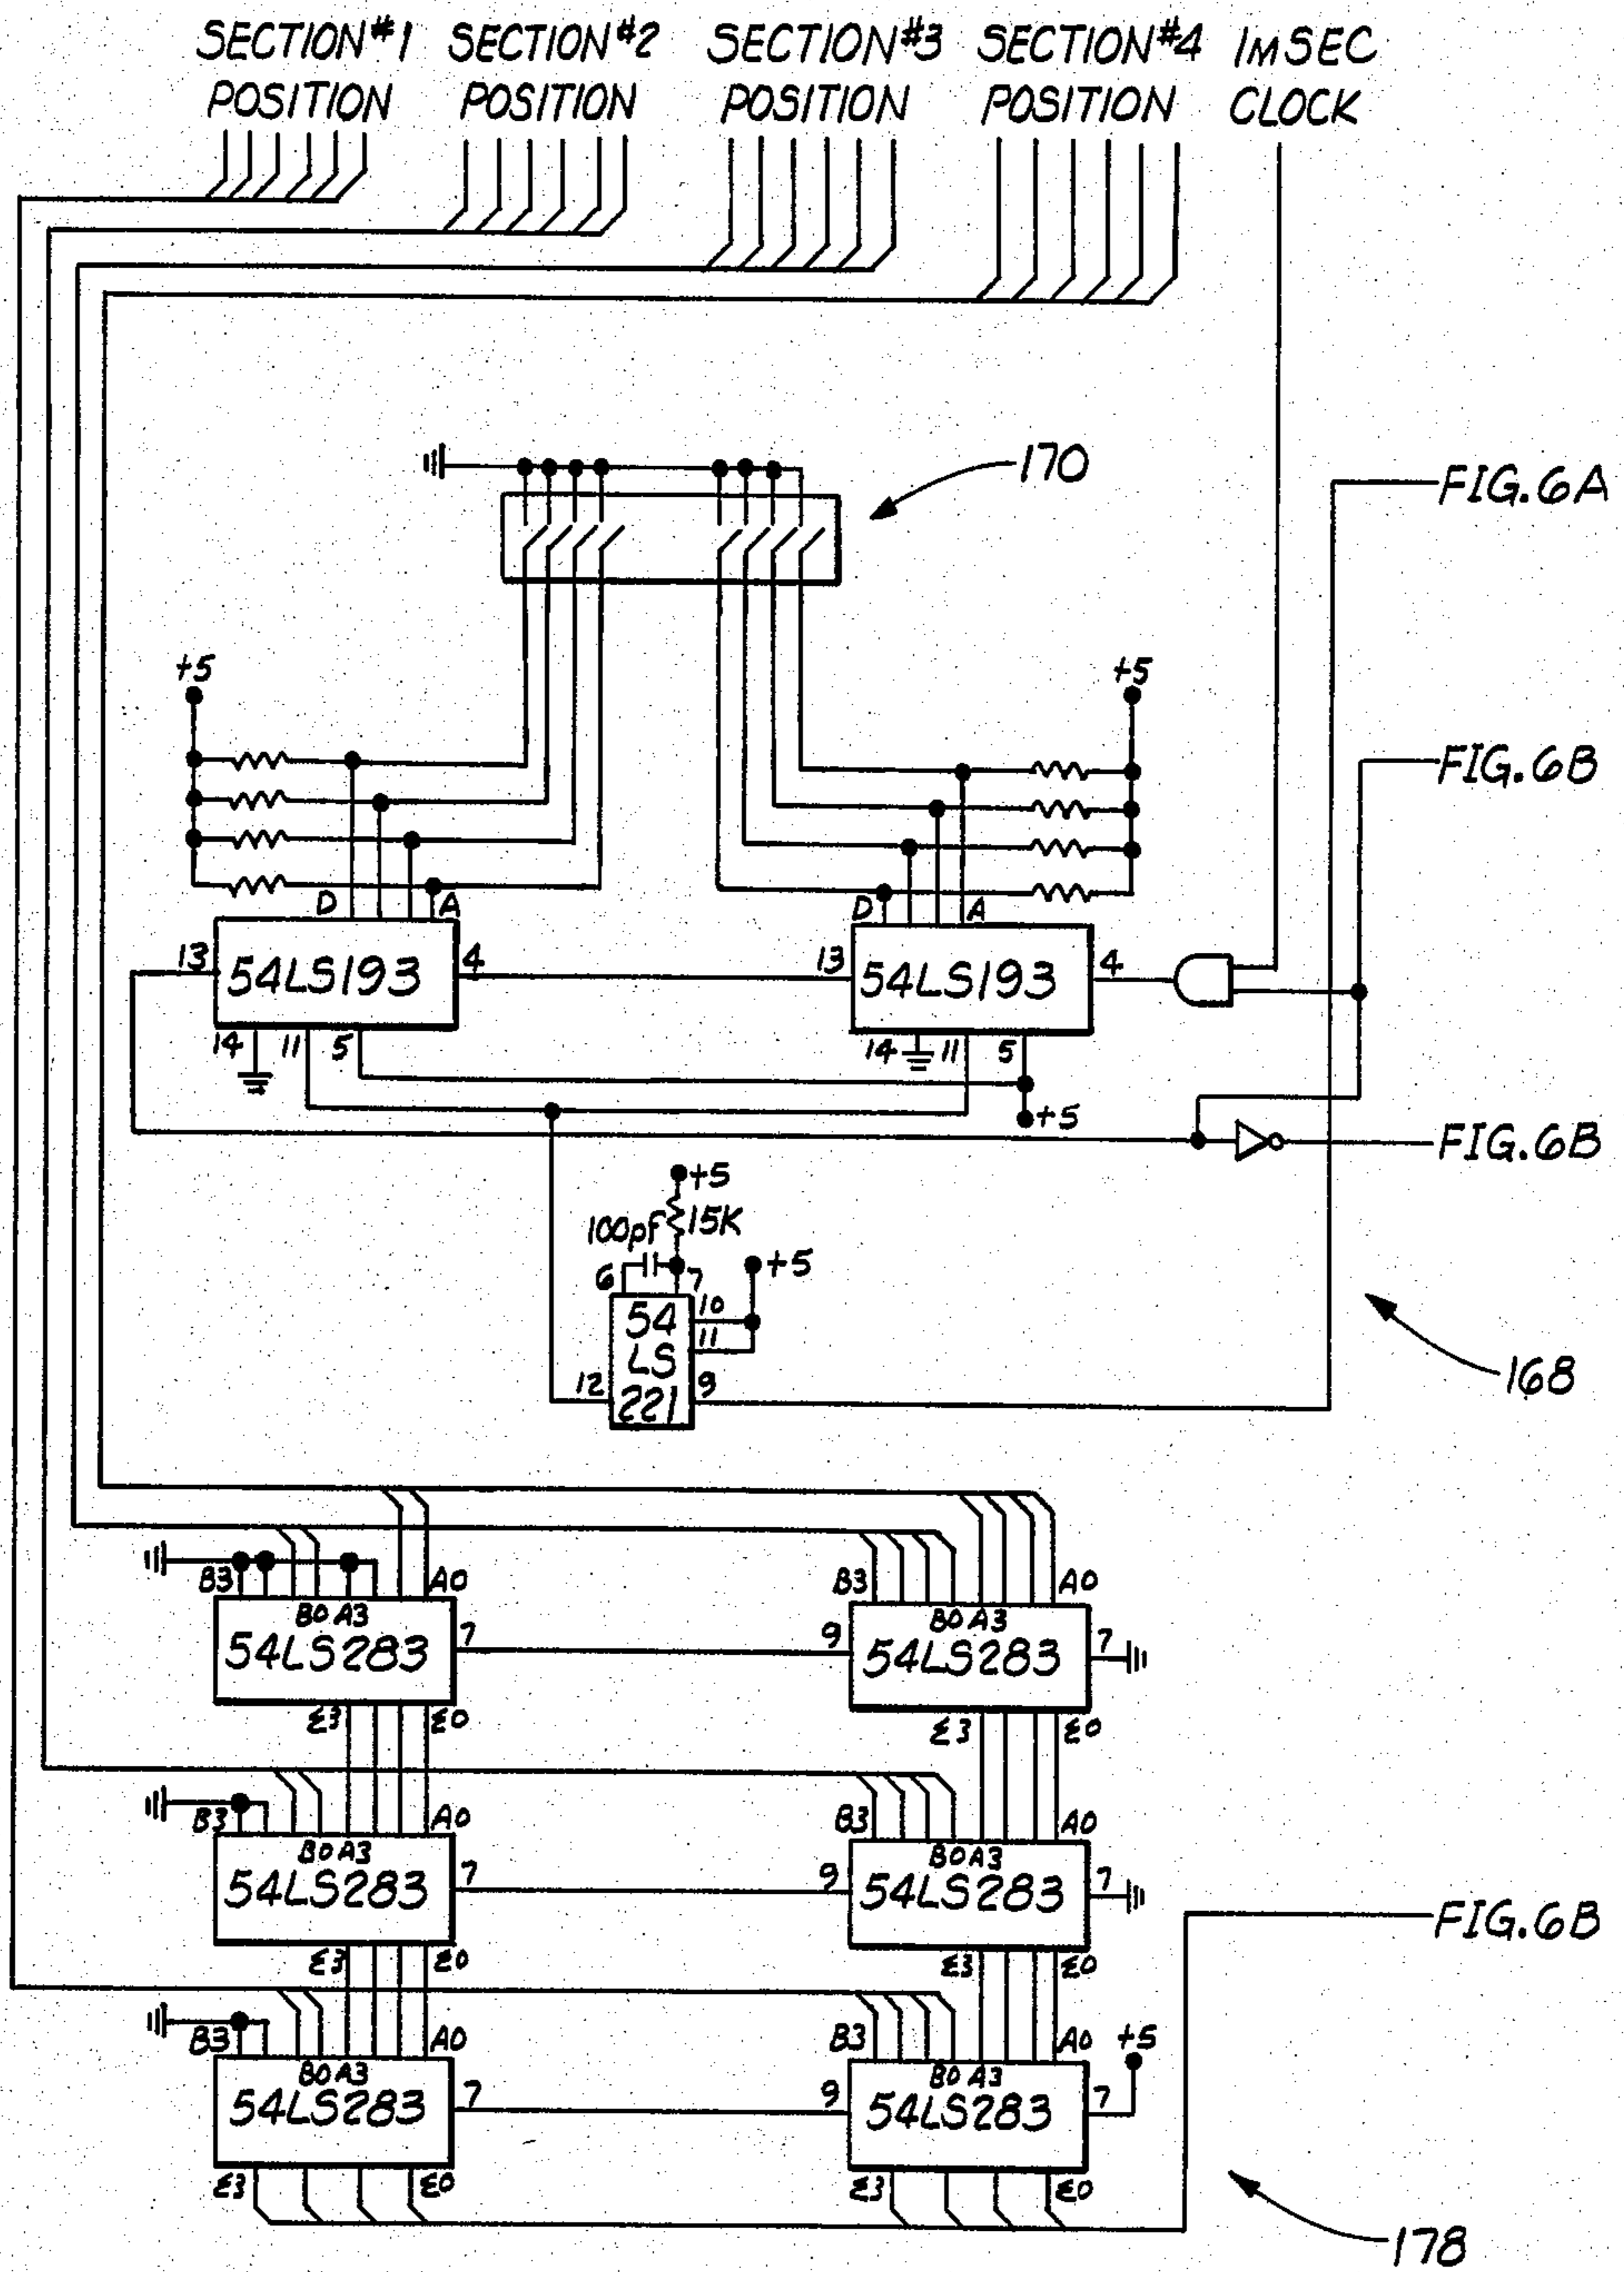 SECTION #1 SECTION #2 SECTION #3 SECTION #4 1MSEC
POSITION POSITION POSITION POSITION CLOCK
170
FIG.6A
+5 +5
FIG.6B
D A D A
13 54LS193 4 13 54LS193 4
14 11 5 14 11 5
+5
FIG.6B
+5
100pf 15K
6 7 +5
54 10
LS 11
12 221 9
168
B3 A0 B3 A0
B0 A3 B0 A3
54LS283 7 9 54LS283 7
Σ3 Σ0 Σ3 Σ0
B3 A0 B3 A0
B0 A3 B0 A3
54LS283 7 9 54LS283 7
FIG.6B
Σ3 Σ0 Σ3 Σ0
B3 A0 B3 A0 +5
B0 A3 B0 A3
54LS283 7 9 54LS283 7
Σ3 Σ0 Σ3 Σ0
178